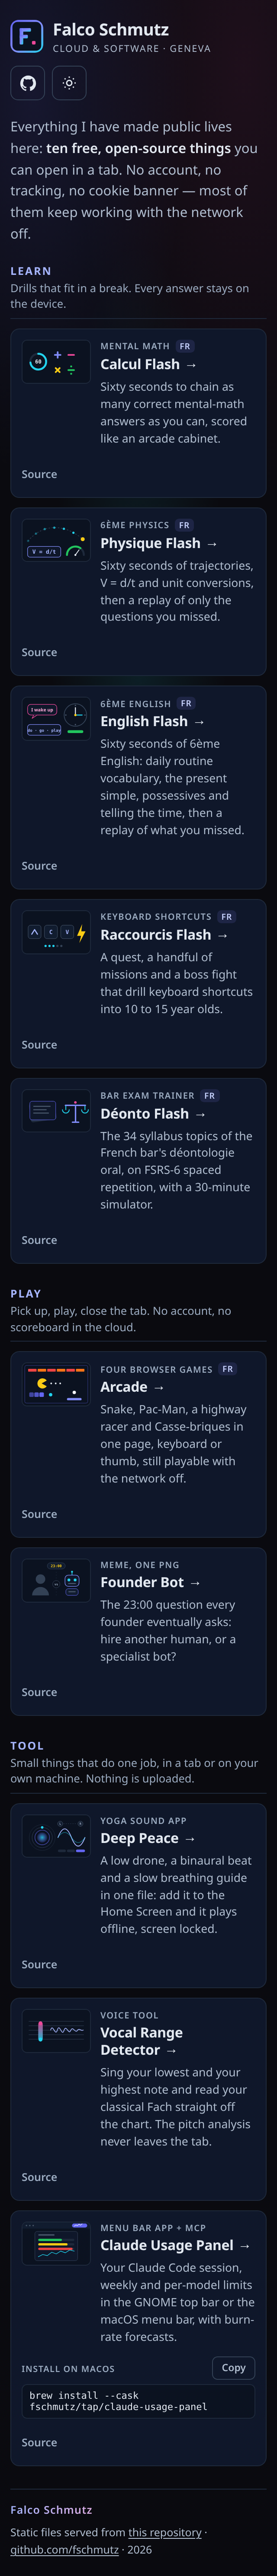 F.
Falco Schmutz
CLOUD & SOFTWARE · GENEVA
Everything I have made public lives
here: ten free, open-source things you
can open in a tab. No account, no
tracking, no cookie banner — most of
them keep working with the network
off.
LEARN
Drills that fit in a break. Every answer stays on
the device.
60
MENTAL MATH FR
Calcul Flash →
Sixty seconds to chain as
many correct mental-math
answers as you can, scored
like an arcade cabinet.
Source
V = d/t
6ÈME PHYSICS FR
Physique Flash →
Sixty seconds of trajectories,
V = d/t and unit conversions,
then a replay of only the
questions you missed.
Source
I wake up
6ÈME ENGLISH FR
English Flash →
Sixty seconds of 6ème
English: daily routine
vocabulary, the present
simple, possessives and
telling the time, then a
replay of what you missed.
Source
C
V
KEYBOARD SHORTCUTS FR
Raccourcis Flash →
A quest, a handful of
missions and a boss fight
that drill keyboard shortcuts
into 10 to 15 year olds.
Source
BAR EXAM TRAINER FR
Déonto Flash →
The 34 syllabus topics of the
French bar's déontologie
oral, on FSRS-6 spaced
repetition, with a 30-minute
simulator.
Source
PLAY
Pick up, play, close the tab. No account, no
scoreboard in the cloud.
FOUR BROWSER GAMES FR
Arcade →
Snake, Pac-Man, a highway
racer and Casse-briques in
one page, keyboard or
thumb, still playable with
the network off.
Source
23:00
MEME, ONE PNG
Founder Bot →
The 23:00 question every
founder eventually asks:
hire another human, or a
specialist bot?
Source
TOOL
Small things that do one job, in a tab or on your
own machine. Nothing is uploaded.
YOGA SOUND APP
Deep Peace →
A low drone, a binaural beat
and a slow breathing guide
in one file: add it to the
Home Screen and it plays
offline, screen locked.
Source
VOICE TOOL
Vocal Range
Detector →
Sing your lowest and your
highest note and read your
classical Fach straight off
the chart. The pitch analysis
never leaves the tab.
Source
MENU BAR APP + MCP
Claude Usage Panel →
Your Claude Code session,
weekly and per-model limits
in the GNOME top bar or the
macOS menu bar, with burn-
rate forecasts.
INSTALL ON MACOS
Copy
brew install --cask
fschmutz/tap/claude-usage-panel
Source
Falco Schmutz
Static files served from this repository ·
github.com/fschmutz · 2026